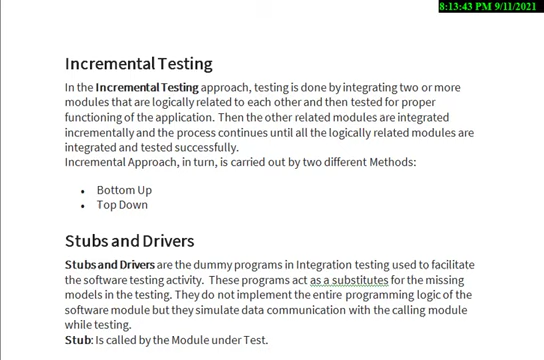 8:13:43 PM 9/11/2021
Incremental Testing
In the Incremental Testing approach, testing is done by integrating two or more
modules that are logically related to each other and then tested for proper
functioning of the application. Then the other related modules are integrated
incrementally and the process continues until all the logically related modules are
integrated and tested successfully.
Incremental Approach, in turn, is carried out by two different Methods:
• Bottom Up
• Top Down
Stubs and Drivers
Stubs and Drivers are the dummy programs in Integration testing used to facilitate
the software testing activity. These programs act as a substitutes for the missing
models in the testing. They do not implement the entire programming logic of the
software module but they simulate data communication with the calling module
while testing.
Stub: Is called by the Module under Test.